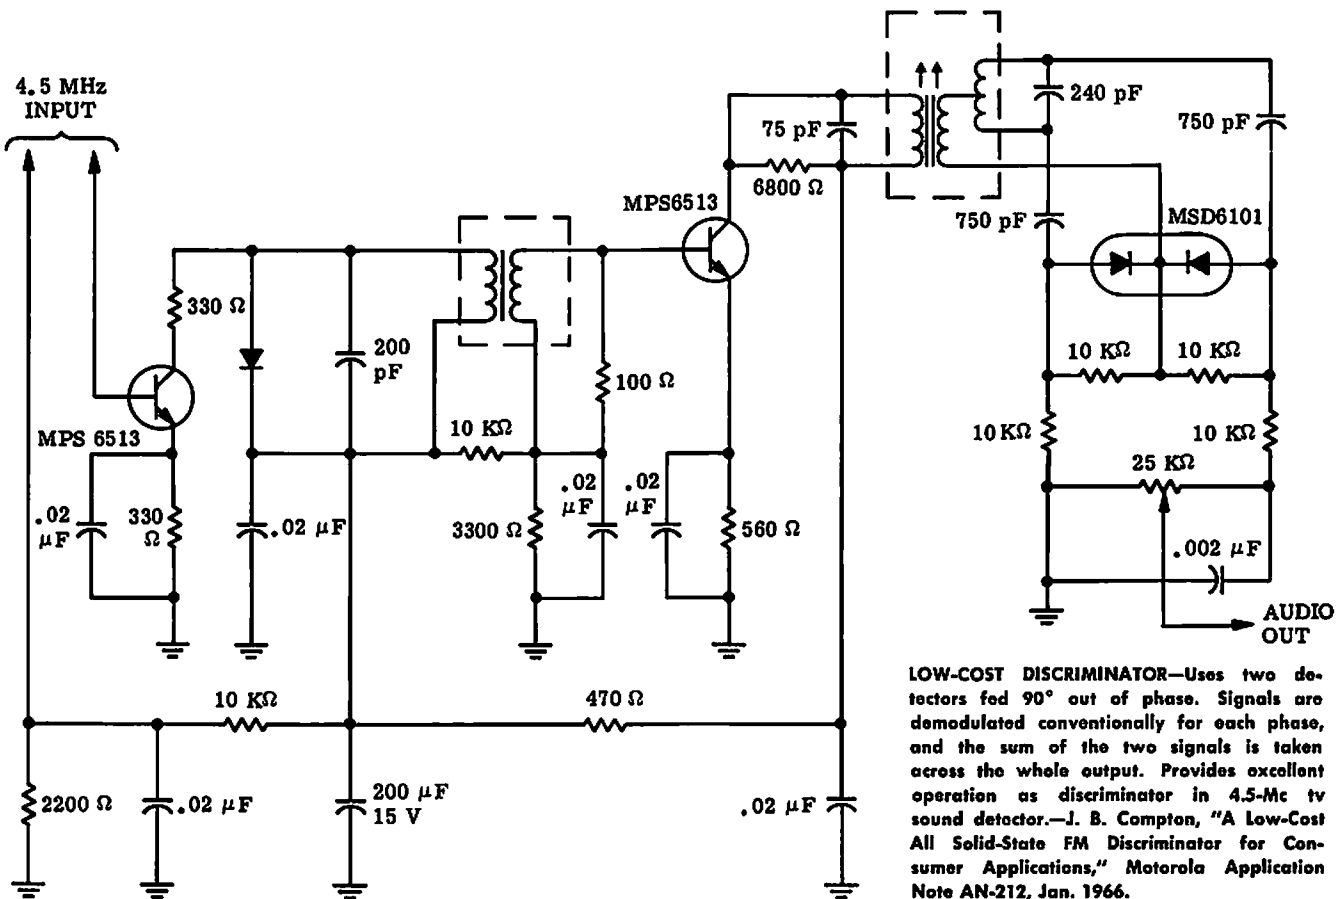 4.5 MHz
INPUT
240 pF
75 pF
750 pF
6800 Ω
MPS6513
750 pF
MSD6101
330 Ω
200
pF
100 Ω
10 KΩ
10 KΩ
MPS 6513
10 KΩ
10 KΩ
10 KΩ
25 KΩ
.02
μF
330
Ω
.02 μF
3300 Ω
.02
μF
.02
μF
560 Ω
.002 μF
AUDIO
OUT
10 KΩ
470 Ω
2200 Ω
.02 μF
200 μF
15 V
.02 μF
LOW-COST DISCRIMINATOR—Uses two de-
tectors fed 90° out of phase. Signals are
demodulated conventionally for each phase,
and the sum of the two signals is taken
across the whole output. Provides excellent
operation as discriminator in 4.5-Mc tv
sound detector.—J. B. Compton, "A Low-Cost
All Solid-State FM Discriminator for Con-
sumer Applications," Motorola Application
Note AN-212, Jan. 1966.